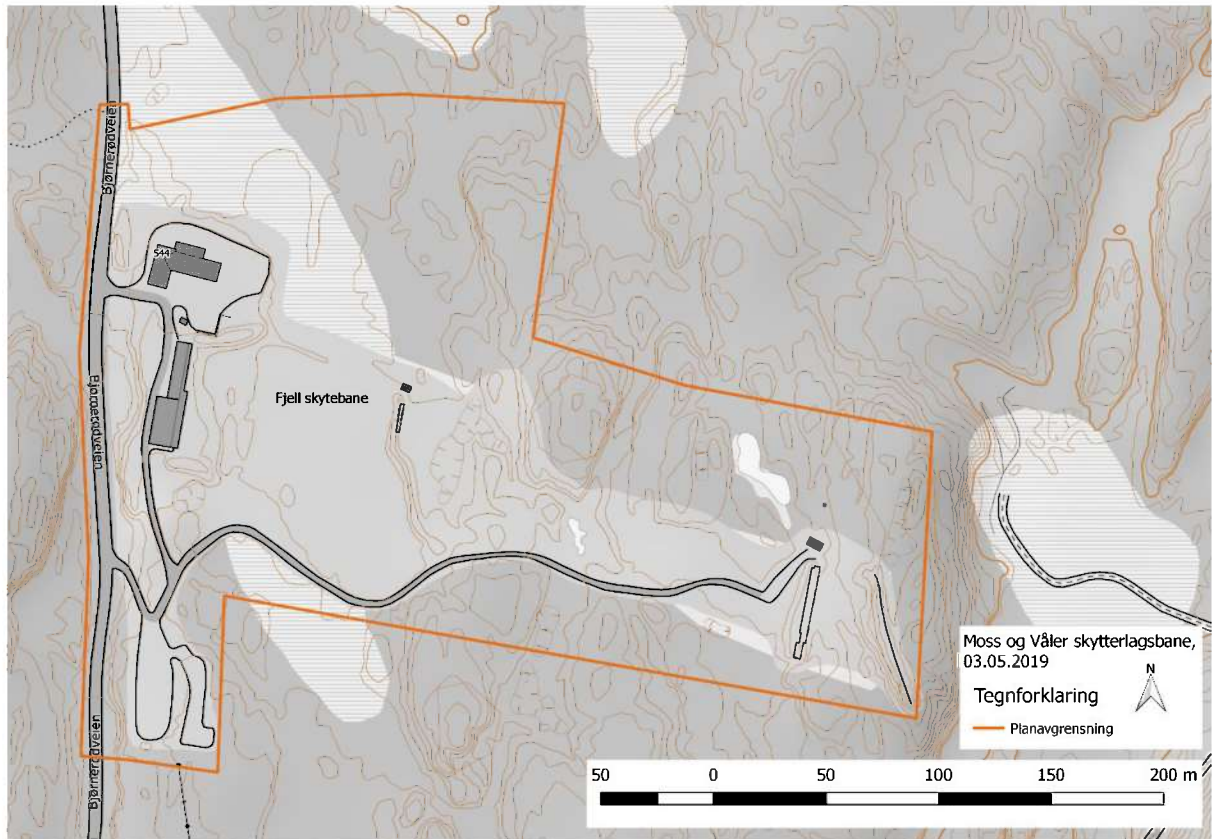 Bjørnerødveien
544
Bjørnerødveien
Fjell skytebane
Bjørnerødveien
Moss og Våler skytterlagsbane,
03.05.2019
N
Tegnforklaring
Planavgrensning
50 0 50 100 150 200 m